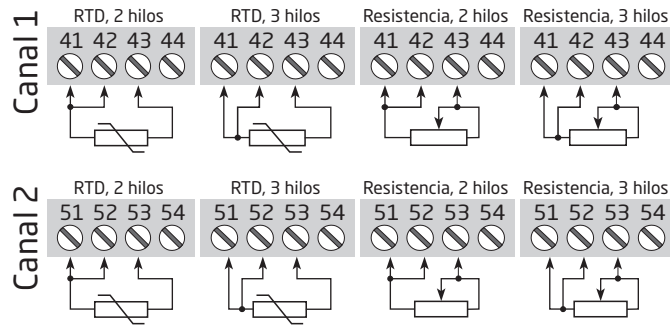 Canal 1
RTD, 2 hilos
41 42 43 44
RTD, 3 hilos
41 42 43 44
Resistencia, 2 hilos
41 42 43 44
Resistencia, 3 hilos
41 42 43 44
Canal 2
RTD, 2 hilos
51 52 53 54
RTD, 3 hilos
51 52 53 54
Resistencia, 2 hilos
51 52 53 54
Resistencia, 3 hilos
51 52 53 54